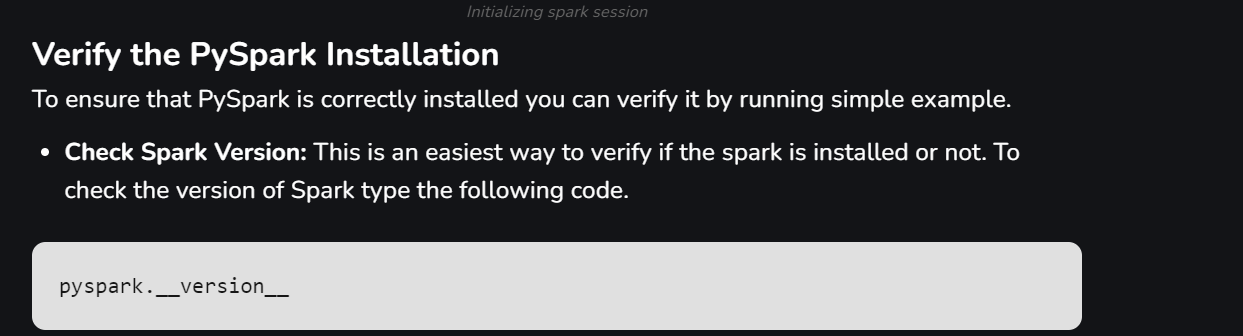 Initializing spark session
Verify the PySpark Installation
To ensure that PySpark is correctly installed you can verify it by running simple example.
• Check Spark Version: This is an easiest way to verify if the spark is installed or not. To
check the version of Spark type the following code.
pyspark.__version__